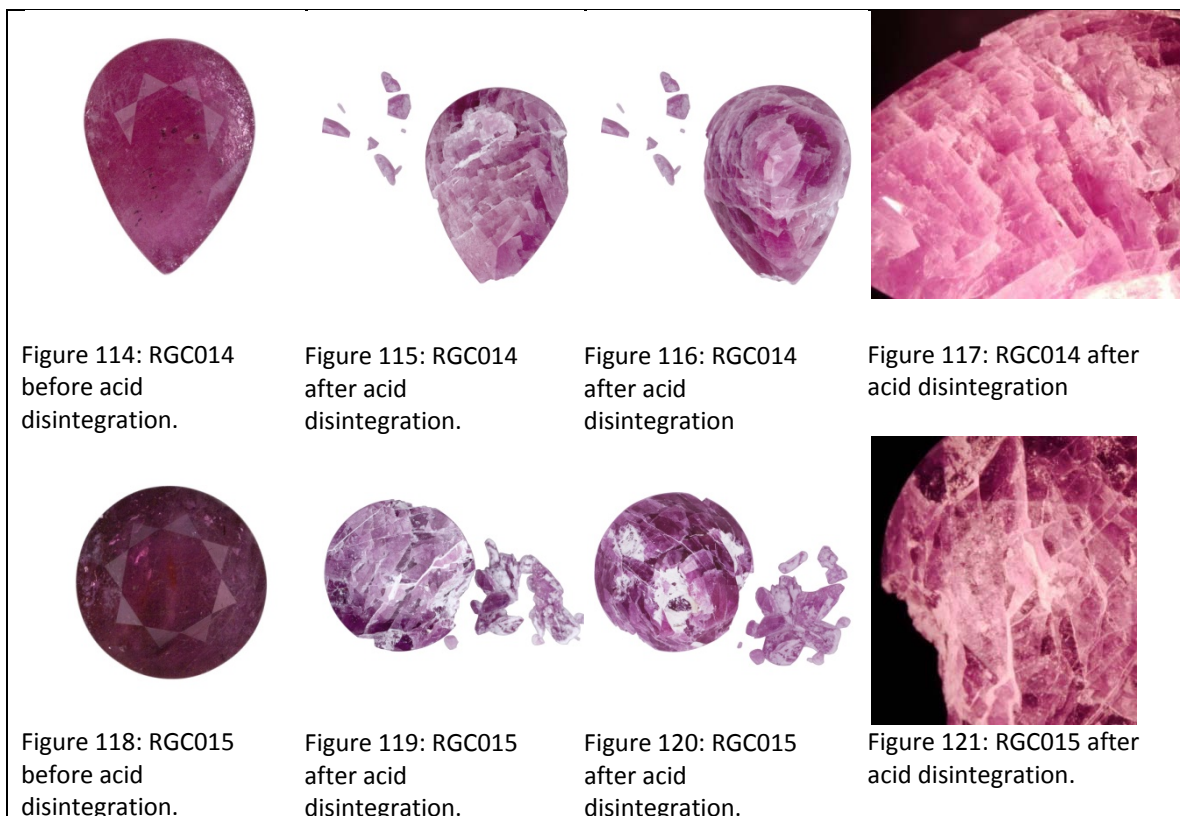 Figure 114: RGC014
before acid
disintegration.
Figure 115: RGC014
after acid
disintegration.
Figure 116: RGC014
after acid
disintegration
Figure 117: RGC014 after
acid disintegration
Figure 118: RGC015
before acid
disintegration.
Figure 119: RGC015
after acid
disintegration.
Figure 120: RGC015
after acid
disintegration.
Figure 121: RGC015 after
acid disintegration.